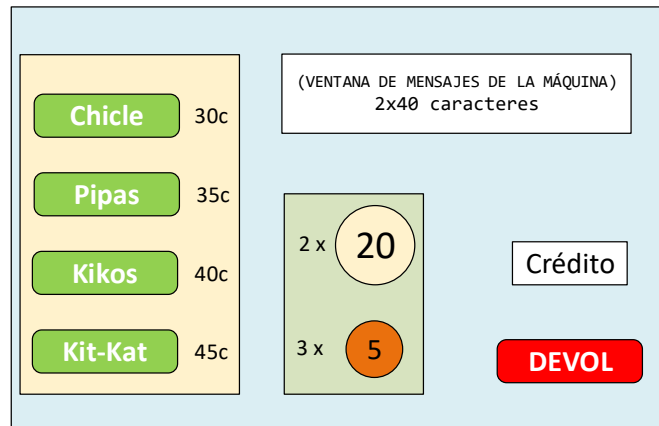 Chicle 30c
Pipas 35c
Kikos 40c
Kit-Kat 45c
(VENTANA DE MENSAJES DE LA MÁQUINA)
2x40 caracteres
2 x 20
3 x 5
Crédito
DEVOL